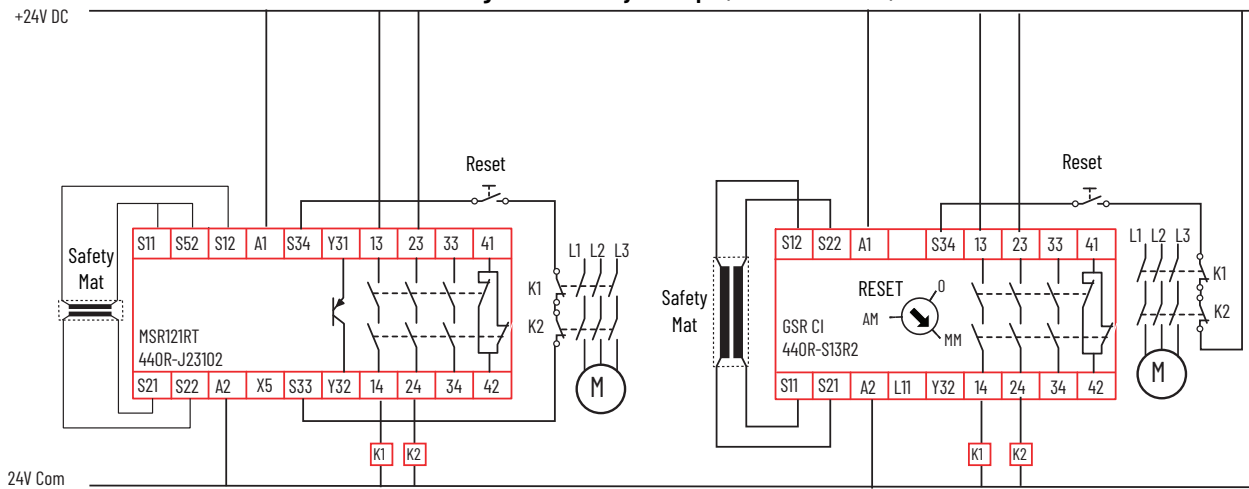 +24V DC
Reset
Reset
S11 S52 S12 A1 S34 Y31 13 23 33 41
L1 L2 L3
S12 S22 A1 S34 13 23 33 41
L1 L2 L3
Safety
Mat
K1
K2
MSR121RT
440R-J23102
M
Safety
Mat
RESET
0
AM
MM
GSR CI
440R-S13R2
K1
K2
M
S21 S22 A2 X5 S33 Y32 14 24 34 42
S11 S21 A2 L11 Y32 14 24 34 42
K1 K2
K1 K2
24V Com